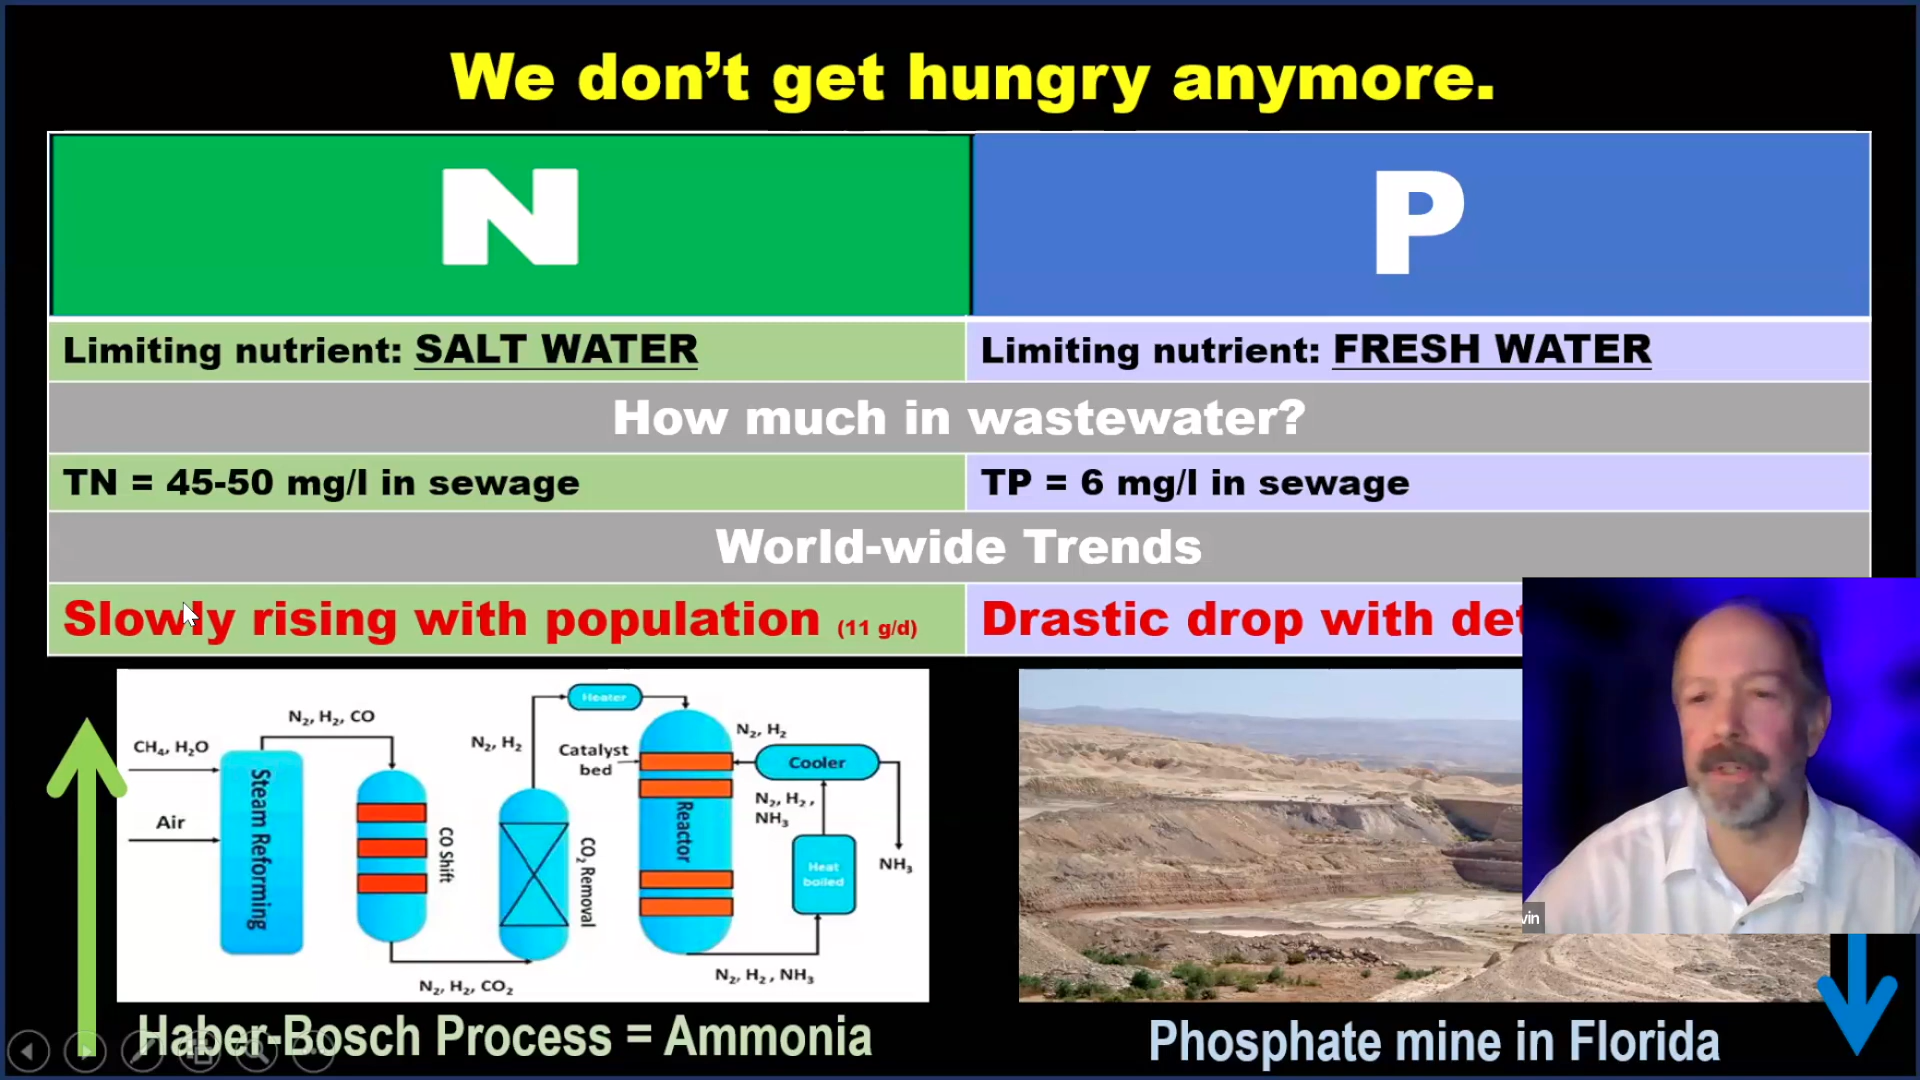 We don't get hungry anymore.
N
P
Limiting nutrient: SALT WATER
Limiting nutrient: FRESH WATER
How much in wastewater?
TN = 45-50 mg/l in sewage
TP = 6 mg/l in sewage
World-wide Trends
Slowly rising with population (11 g/d)
Drastic drop with
CH₄, H₂O
Air
Steam Reforming
N₂, H₂, CO
CO Shift
N₂, H₂, CO₂
N₂, H₂
CO₂ Removal
Heater
Catalyst
bed
Reactor
N₂, H₂
Cooler
N₂, H₂,
NH₃
Heat
boiled
NH₃
N₂, H₂, NH₃
vin
Haber-Bosch Process = Ammonia
Phosphate mine in Florida